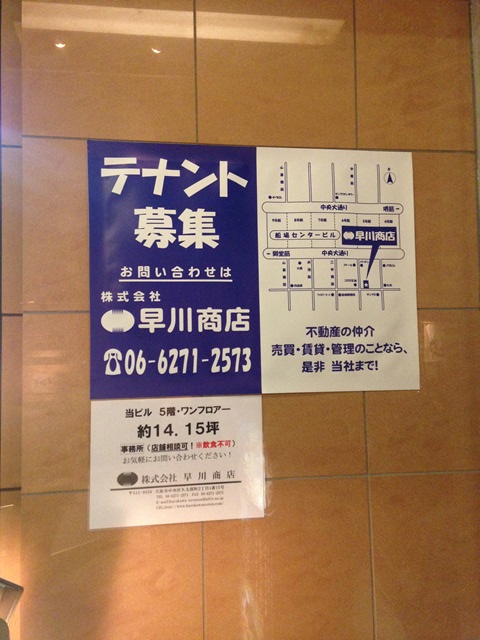 テナント
募集
お問い合わせは
株式会社
早川商店
☎06-6271-2573
中央大通り
堺筋
船場センタービル
早川商店
御堂筋
中央大通り
不動産の仲介
売買・賃貸・管理のことなら、
是非 当社まで!
当ビル 5階・ワンフロアー
約14.15坪
事務所(店舗相談可!※飲食不可)
お気軽にお問い合わせください!
株式会社 早川商店